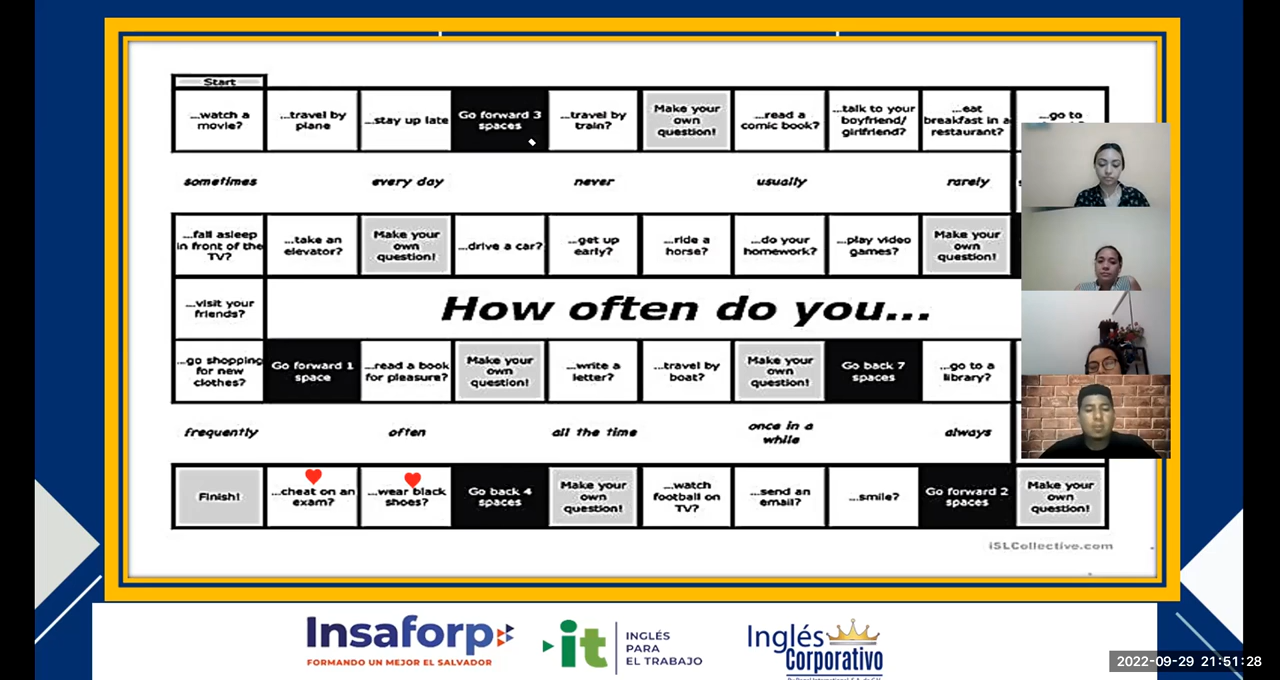 Start
...watch a
movie?
...travel by
plane
...stay up late
Go forward 3
spaces
...travel by
train?
Make your
own
question!
...read a
comic book?
...talk to your
boyfriend/
girlfriend?
...eat
breakfast in a
restaurant?
...go to
sometimes
every day
never
usually
rarely
...fall asleep
in front of the
TV?
...take an
elevator?
Make your
own
question!
...drive a car?
...get up
early?
...ride a
horse?
...do your
homework?
...play video
games?
Make your
own
question!
...visit your
friends?
How often do you...
...go shopping
for new
clothes?
Go forward 1
space
...read a book
for pleasure?
Make your
own
question!
...write a
letter?
...travel by
boat?
Make your
own
question!
Go back 7
spaces
...go to a
library?
frequently
often
all the time
once in a
while
always
Finish!
...cheat on an
exam?
...wear black
shoes?
Go back 4
spaces
Make your
own
question!
...watch
football on
TV?
...send an
email?
...smile?
Go forward 2
spaces
Make your
own
question!
iSLCollective.com
Insaforp
FORMANDO UN MEJOR EL SALVADOR
it
INGLÉS
PARA
EL TRABAJO
Inglés
Corporativo
2022-09-29 21:51:28